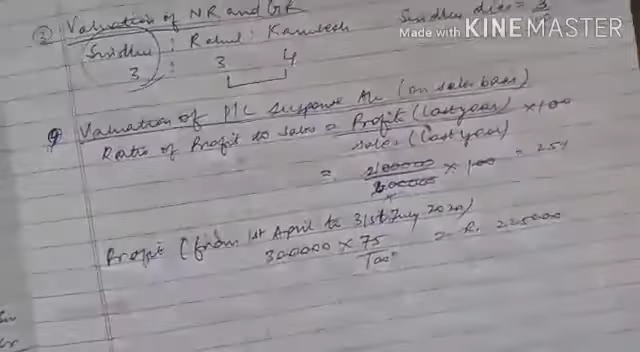 ② Valuation of NR and GR
Sindhu : Rahul : Kamlesh
3 : 3 4
Sindhu dies = 3/
Made with KINEMASTER
Valuation of P/L Suspense A/c (on sales base)
Ratio of Profit to sales = Profit (last year) / Sales (last year) × 100
= 200000 / 800000 × 100 = 25%
Profit (from 1st April to 31st July 2020)
300000 × 75 / 100 = R. 225000